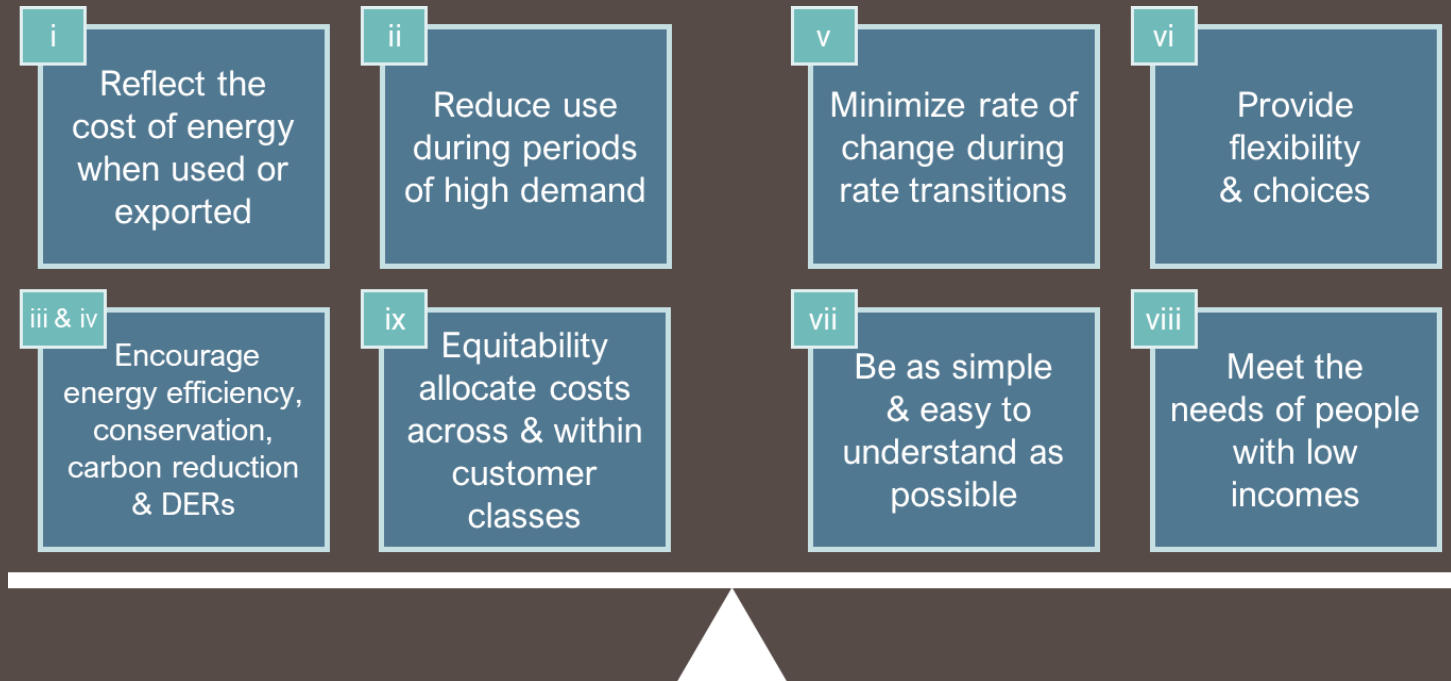 i
Reflect the
cost of energy
when used or
exported
ii
Reduce use
during periods
of high demand
v
Minimize rate of
change during
rate transitions
vi
Provide
flexibility
& choices
iii & iv
Encourage
energy efficiency,
conservation,
carbon reduction
& DERs
ix
Equitability
allocate costs
across & within
customer
classes
vii
Be as simple
& easy to
understand as
possible
viii
Meet the
needs of people
with low
incomes